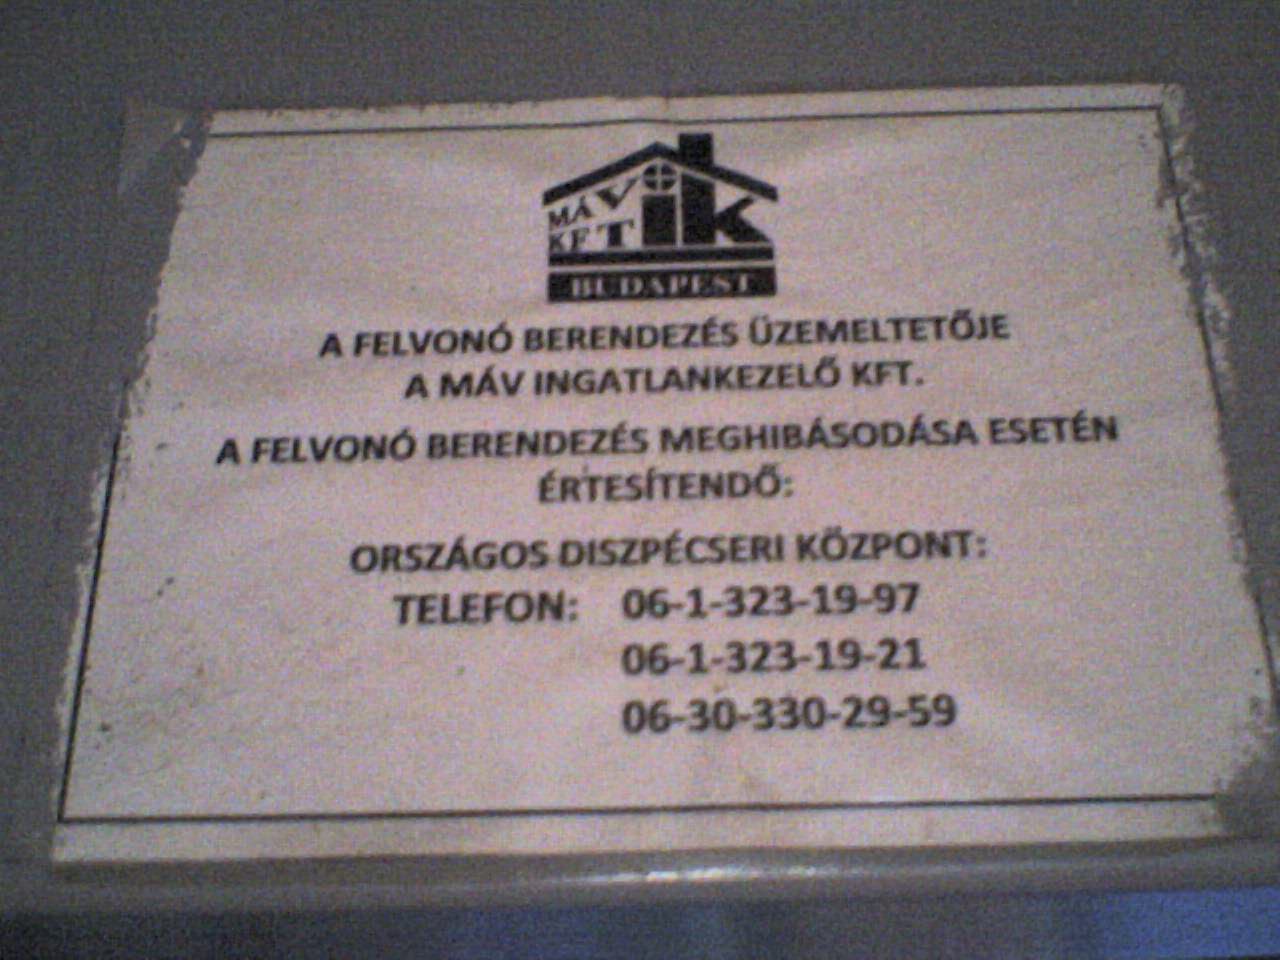 MÁV ik
KFT
BUDAPEST
A FELVONÓ BERENDEZÉS ÜZEMELTETŐJE
A MÁV INGATLANKEZELŐ KFT.
A FELVONÓ BERENDEZÉS MEGHIBÁSODÁSA ESETÉN
ÉRTESÍTENDŐ:
ORSZÁGOS DISZPÉCSERI KÖZPONT:
TELEFON: 06-1-323-19-97
06-1-323-19-21
06-30-330-29-59